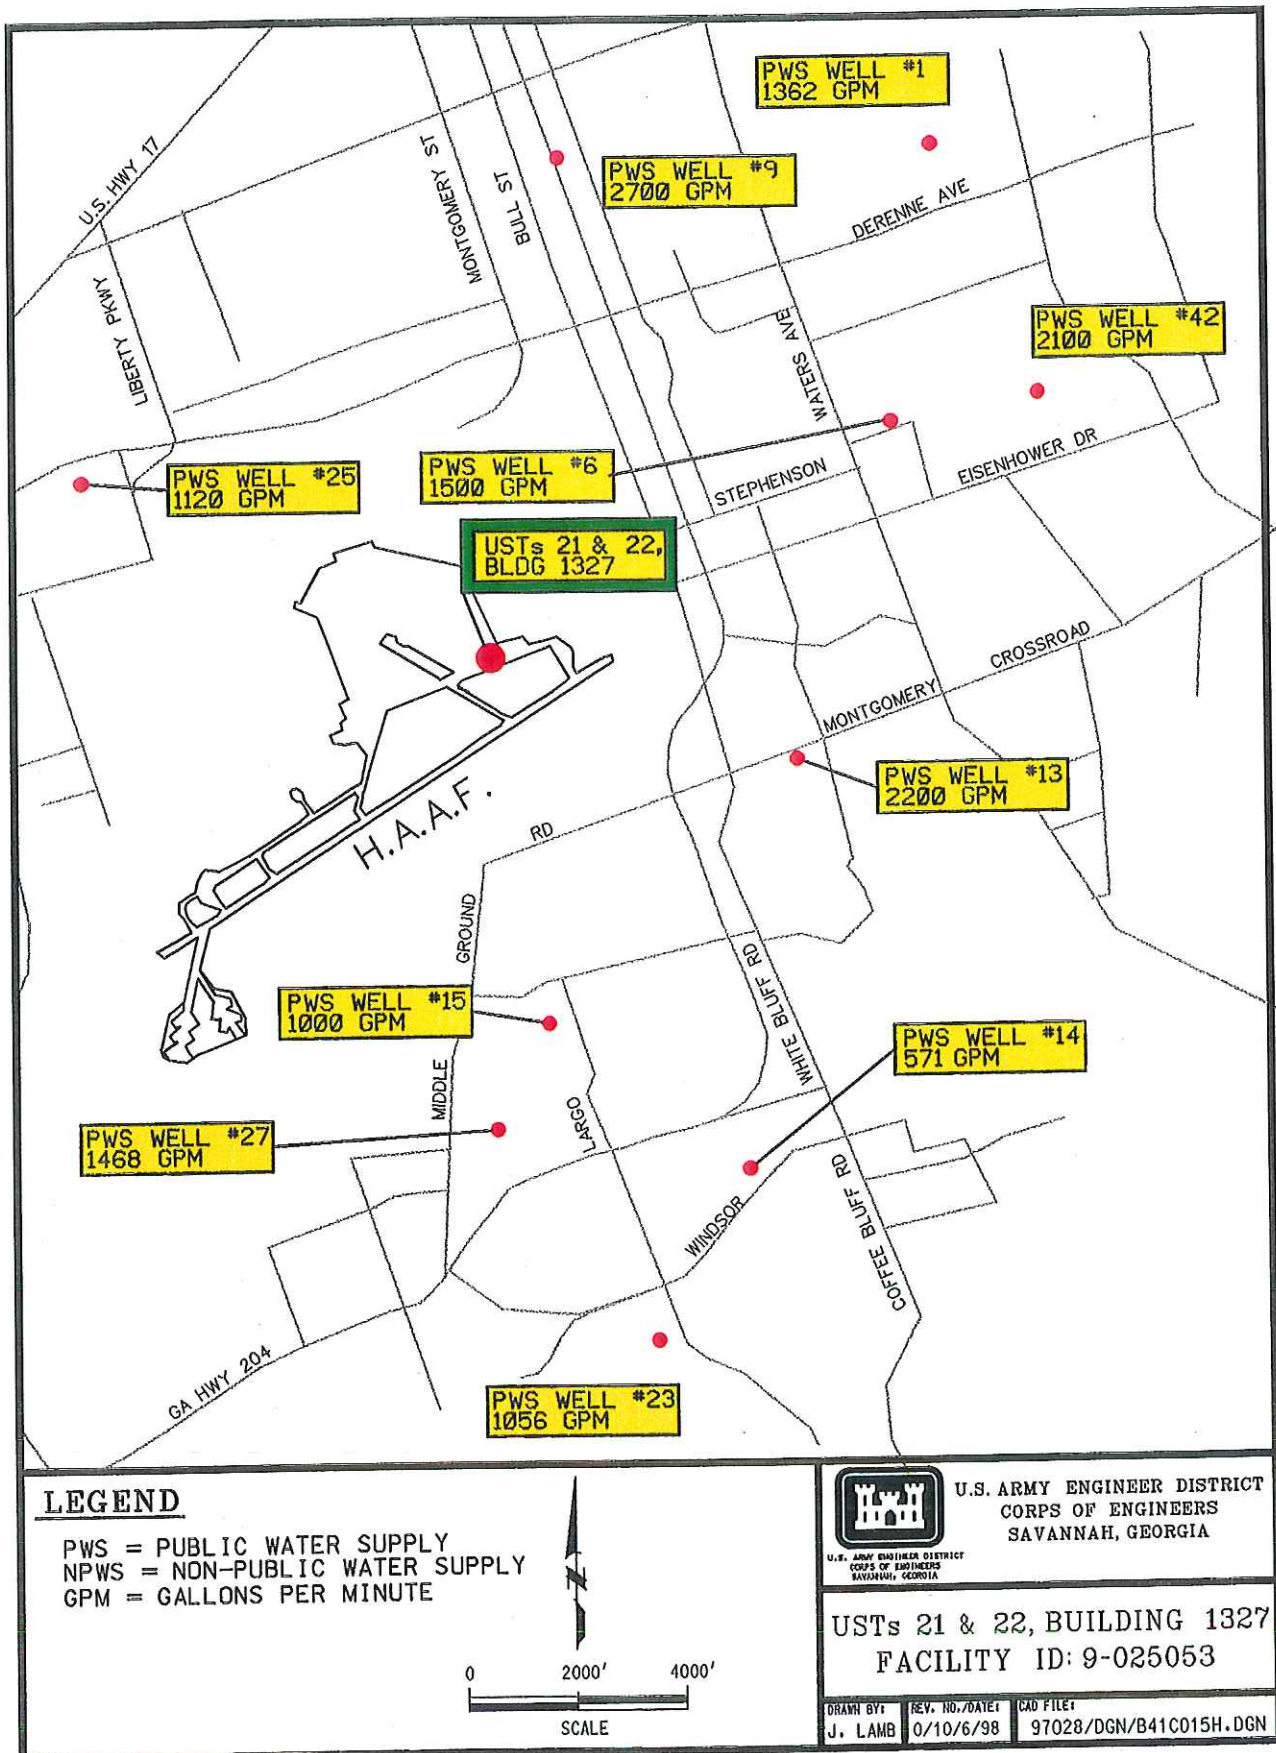 PWS WELL #1
1362 GPM
U.S. HWY 17
MONTGOMERY ST
BULL ST
PWS WELL #9
2700 GPM
DERENNE AVE
LIBERTY PKWY
WATERS AVE
PWS WELL #42
2100 GPM
PWS WELL #25
1120 GPM
PWS WELL #6
1500 GPM
STEPHENSON
EISENHOWER DR
USTs 21 & 22,
BLDG 1327
MONTGOMERY
CROSSROAD
RD
PWS WELL #13
2200 GPM
H.A.A.F.
GROUND
MIDDLE
WHITE BLUFF RD
PWS WELL #15
1000 GPM
PWS WELL #14
571 GPM
LARGO
PWS WELL #27
1468 GPM
WINDSOR
COFFEE BLUFF RD
GA HWY 204
PWS WELL #23
1056 GPM
LEGEND
PWS = PUBLIC WATER SUPPLY
NPWS = NON-PUBLIC WATER SUPPLY
GPM = GALLONS PER MINUTE
N
0 2000' 4000'
SCALE
U.S. ARMY ENGINEER DISTRICT
CORPS OF ENGINEERS
SAVANNAH, GEORGIA
U.S. ARMY ENGINEER DISTRICT
CORPS OF ENGINEERS
SAVANNAH, GEORGIA
USTs 21 & 22, BUILDING 1327
FACILITY ID: 9-025053
DRAWN BY:
J. LAMB
REV. NO./DATE:
0/10/6/98
CAD FILE:
97028/DGN/B41C015H.DGN